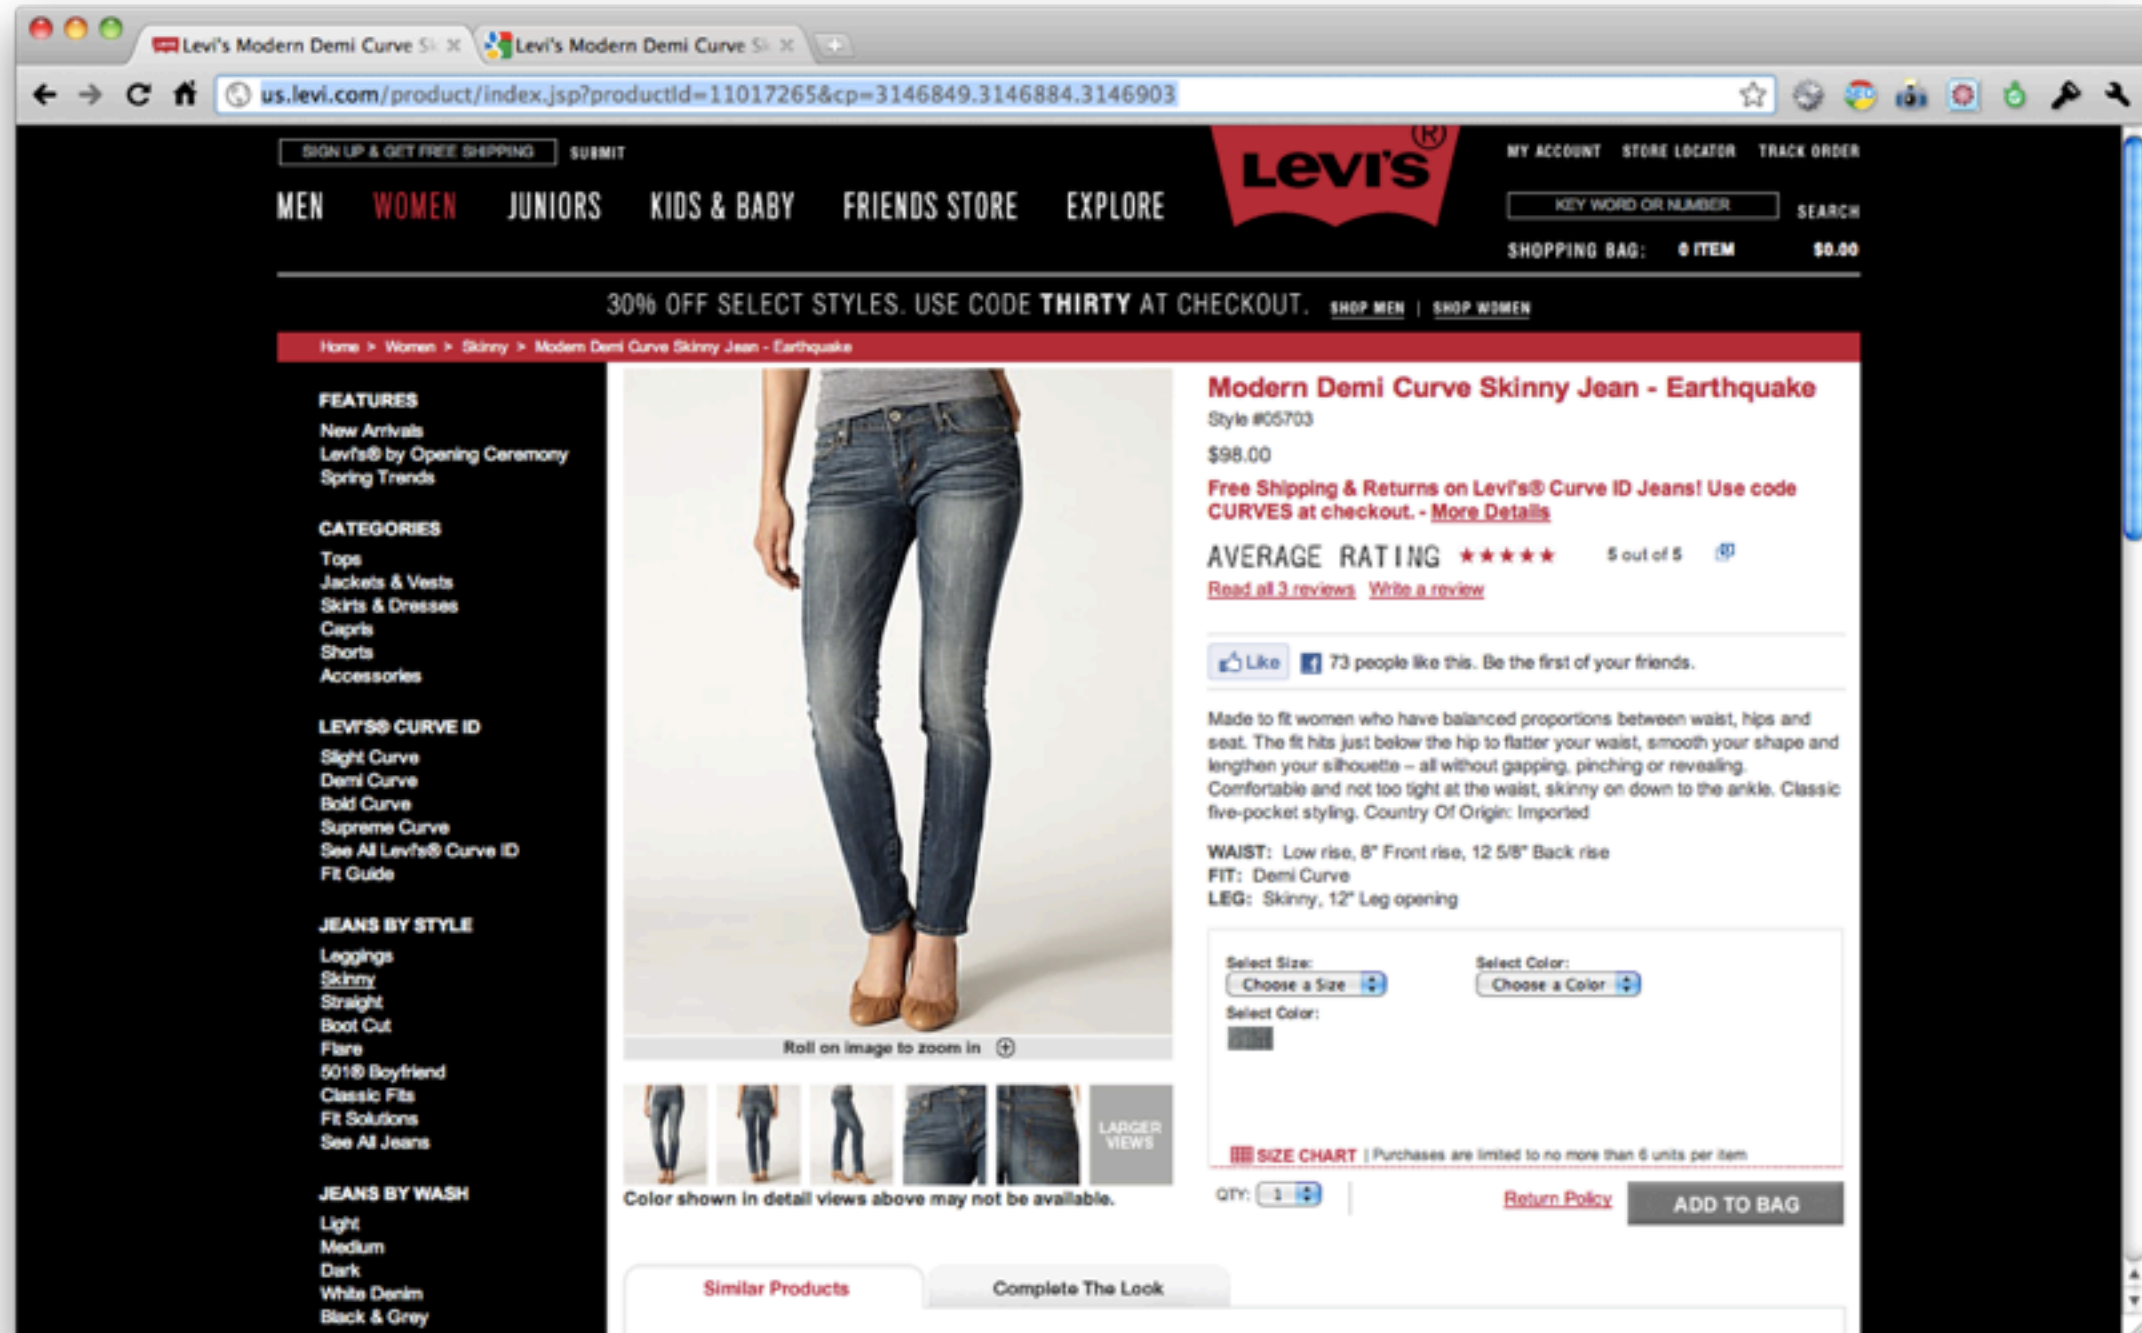 Levi's Modern Demi Curve Sk
Levi's Modern Demi Curve Sk
us.levi.com/product/index.jsp?productId=11017265&cp=3146849.3146884.3146903
SIGN UP & GET FREE SHIPPING SUBMIT
Levi's ®
MY ACCOUNT STORE LOCATOR TRACK ORDER
MEN WOMEN JUNIORS KIDS & BABY FRIENDS STORE EXPLORE
KEY WORD OR NUMBER SEARCH
SHOPPING BAG: 0 ITEM $0.00
30% OFF SELECT STYLES. USE CODE THIRTY AT CHECKOUT. SHOP MEN | SHOP WOMEN
Home > Women > Skinny > Modern Demi Curve Skinny Jean - Earthquake
FEATURES
New Arrivals
Levi's® by Opening Ceremony
Spring Trends
CATEGORIES
Tops
Jackets & Vests
Skirts & Dresses
Capris
Shorts
Accessories
LEVI'S® CURVE ID
Slight Curve
Demi Curve
Bold Curve
Supreme Curve
See All Levi's® Curve ID
Fit Guide
JEANS BY STYLE
Leggings
Skinny
Straight
Boot Cut
Flare
501® Boyfriend
Classic Fits
Fit Solutions
See All Jeans
JEANS BY WASH
Light
Medium
Dark
White Denim
Black & Grey
Roll on image to zoom in
LARGER
VIEWS
Color shown in detail views above may not be available.
Modern Demi Curve Skinny Jean - Earthquake
Style #05703
$98.00
Free Shipping & Returns on Levi's® Curve ID Jeans! Use code
CURVES at checkout. - More Details
AVERAGE RATING ★★★★★ 5 out of 5
Read all 3 reviews Write a review
Like 73 people like this. Be the first of your friends.
Made to fit women who have balanced proportions between waist, hips and
seat. The fit hits just below the hip to flatter your waist, smooth your shape and
lengthen your silhouette – all without gapping, pinching or revealing.
Comfortable and not too tight at the waist, skinny on down to the ankle. Classic
five-pocket styling. Country Of Origin: Imported
WAIST: Low rise, 8" Front rise, 12 5/8" Back rise
FIT: Demi Curve
LEG: Skinny, 12" Leg opening
Select Size: Select Color:
Choose a Size Choose a Color
Select Color:
SIZE CHART | Purchases are limited to no more than 6 units per item
QTY: 1 Return Policy ADD TO BAG
Similar Products Complete The Look